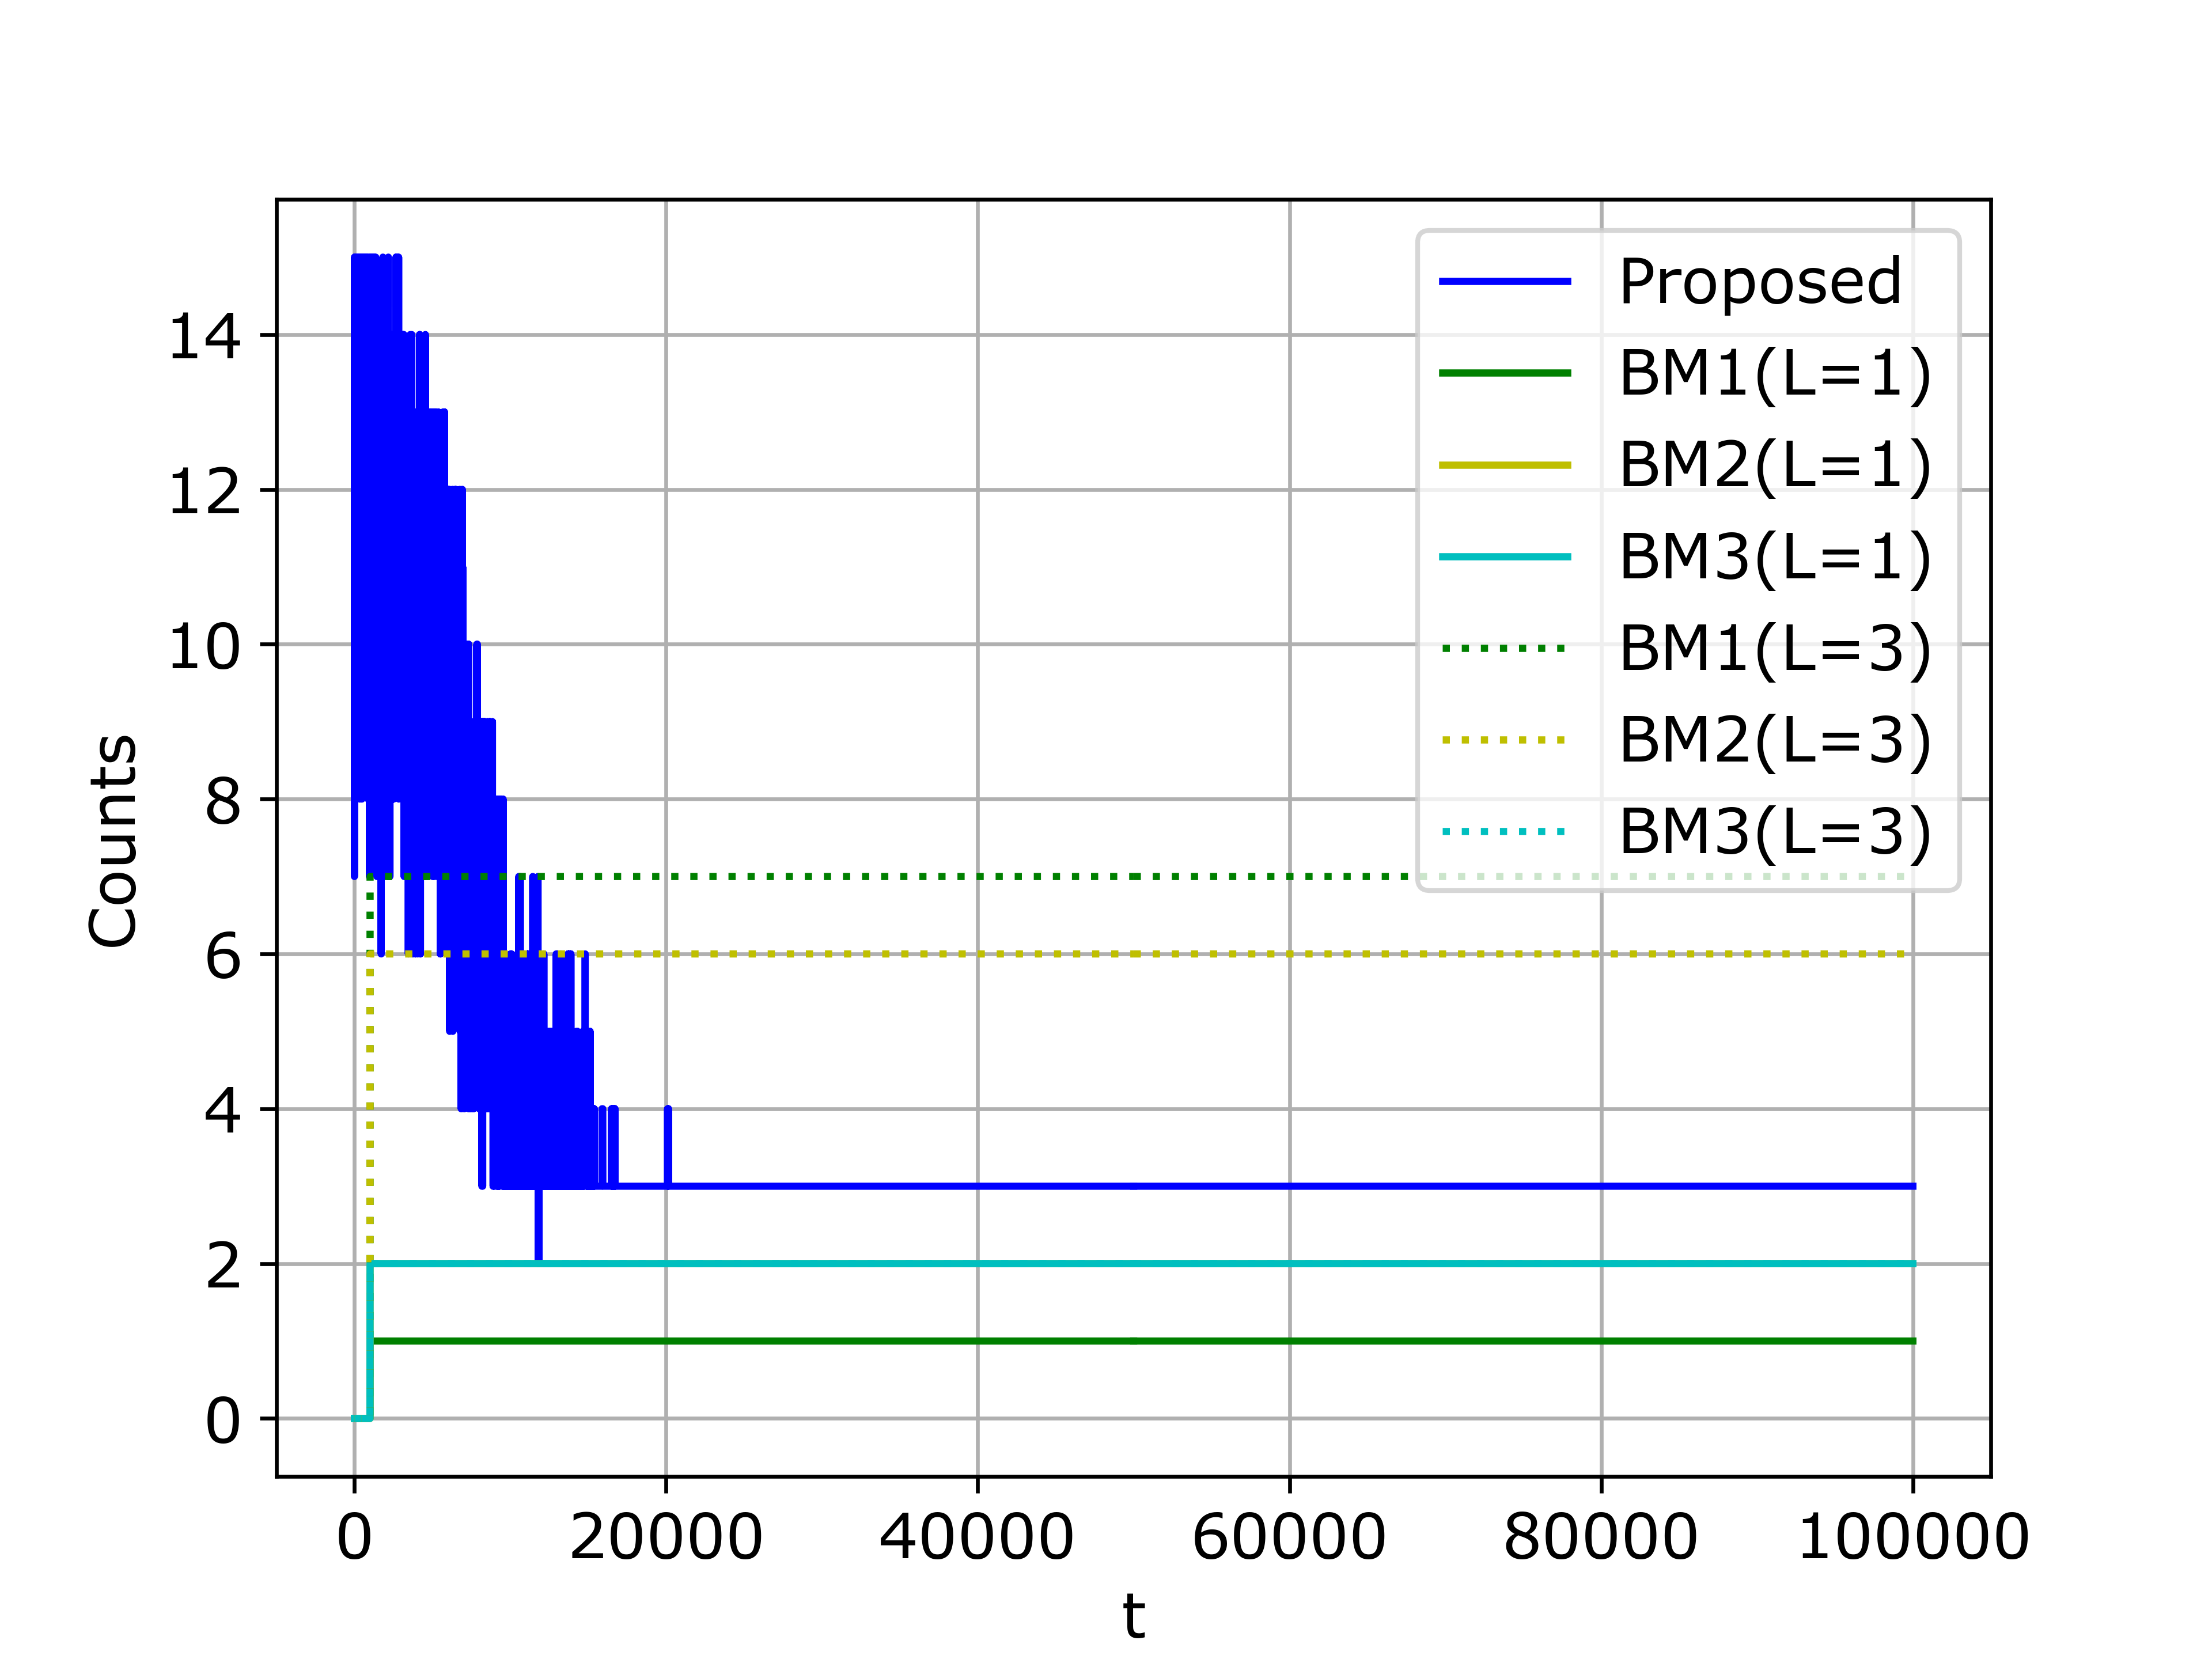 Proposed
BM1(L=1)
BM2(L=1)
BM3(L=1)
BM1(L=3)
BM2(L=3)
BM3(L=3)
14
12
10
8
6
4
2
0
Counts
0 20000 40000 60000 80000 100000
t